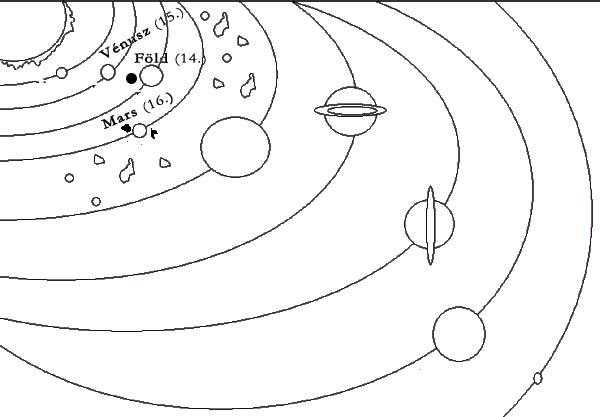 Vénusz (15.)
Föld (14.)
Mars (16.)